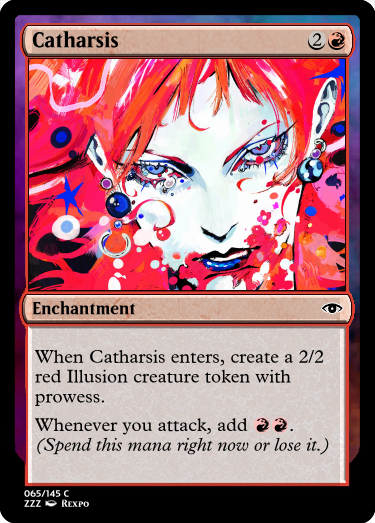 Catharsis 2
Enchantment
When Catharsis enters, create a 2/2
red Illusion creature token with
prowess.
Whenever you attack, add .
(Spend this mana right now or lose it.)
065/145 C
ZZZ Rexpo